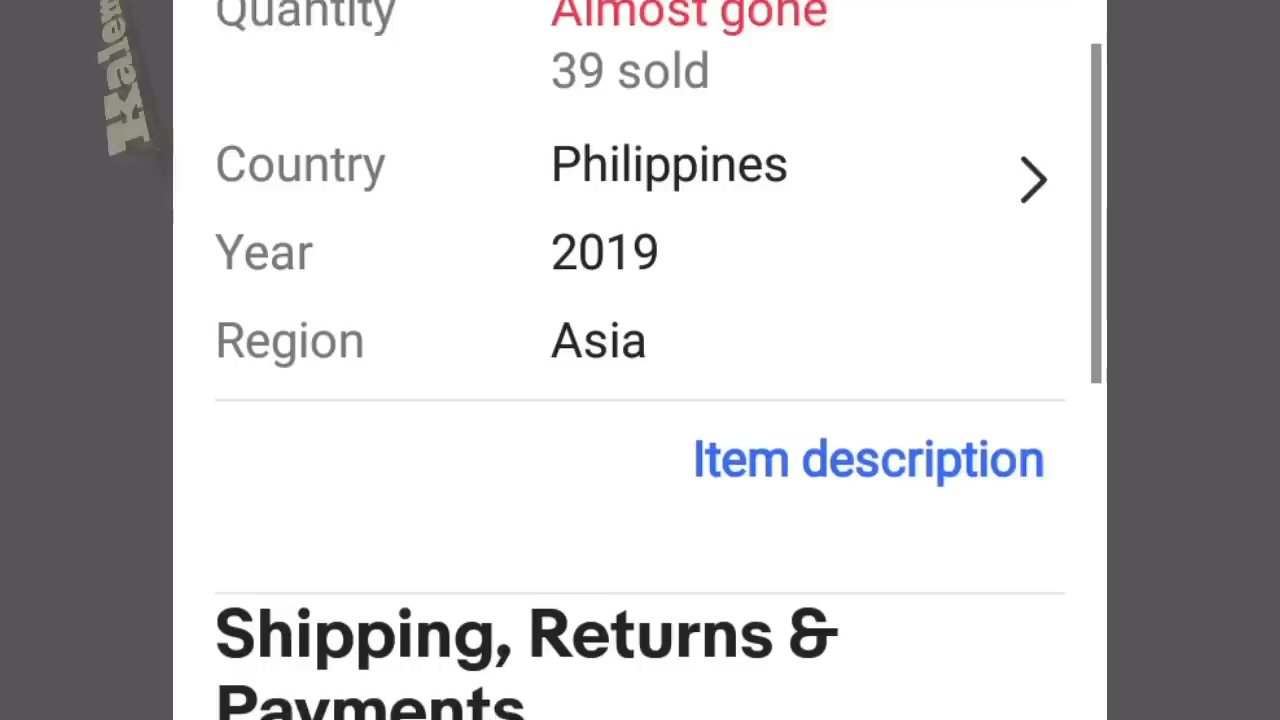 Quantity Almost gone
39 sold
Country Philippines
Year 2019
Region Asia
Item description
Shipping, Returns &
Payments